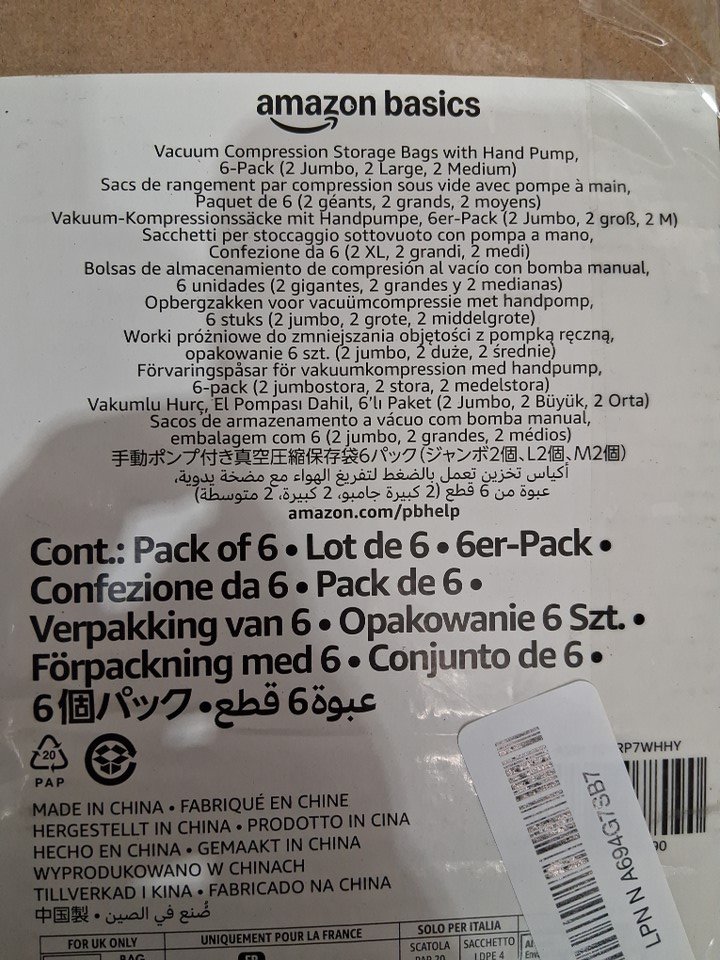 amazon basics
Vacuum Compression Storage Bags with Hand Pump,
6-Pack (2 Jumbo, 2 Large, 2 Medium)
Sacs de rangement par compression sous vide avec pompe à main,
Paquet de 6 (2 géants, 2 grands, 2 moyens)
Vakuum-Kompressionssäcke mit Handpumpe, 6er-Pack (2 Jumbo, 2 groß, 2 M)
Sacchetti per stoccaggio sottovuoto con pompa a mano,
Confezione da 6 (2 XL, 2 grandi, 2 medi)
Bolsas de almacenamiento de compresión al vacío con bomba manual,
6 unidades (2 gigantes, 2 grandes y 2 medianas)
Opbergzakken voor vacuümcompressie met handpomp,
6 stuks (2 jumbo, 2 grote, 2 middelgrote)
Worki próżniowe do zmniejszania objętości z pompką ręczną,
opakowanie 6 szt. (2 jumbo, 2 duże, 2 średnie)
Förvaringspåsar för vakuumkompression med handpump,
6-pack (2 jumbostora, 2 stora, 2 medelstora)
Vakumlu Hurç, El Pompası Dahil, 6'lı Paket (2 Jumbo, 2 Büyük, 2 Orta)
Sacos de armazenamento a vácuo com bomba manual,
embalagem com 6 (2 jumbo, 2 grandes, 2 médios)
手動ポンプ付き真空圧縮保存袋6パック(ジャンボ2個、L2個、M2個)
أكياس تخزين تعمل بالضغط لتفريغ الهواء مع مضخة يدوية،
عبوة من 6 قطع (2 كبيرة جامبو، 2 كبيرة، 2 متوسطة)
amazon.com/pbhelp
Cont.: Pack of 6 • Lot de 6 • 6er-Pack •
Confezione da 6 • Pack de 6 •
Verpakking van 6 • Opakowanie 6 Szt. •
Förpackning med 6 • Conjunto de 6 •
6個パック • عبوة 6 قطع
20
PAP
RP7WHHY
90
LPN N A694G7SB7
MADE IN CHINA • FABRIQUÉ EN CHINE
HERGESTELLT IN CHINA • PRODOTTO IN CINA
HECHO EN CHINA • GEMAAKT IN CHINA
WYPRODUKOWANO W CHINACH
TILLVERKAD I KINA • FABRICADO NA CHINA
中国製 • صُنع في الصين
FOR UK ONLY
UNIQUEMENT POUR LA FRANCE
SOLO PER ITALIA
SCATOLA
SACCHETTO
BAG
FR
PAP 20
LDPE 4